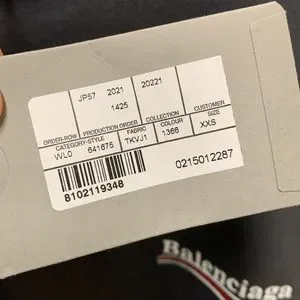 JP57 2021 20221
1425
ORDER-ROW PRODUCTION ORDER COLLECTION CUSTOMER
CATEGORY-STYLE FABRIC COLOUR SIZE
WL0 641675 TKVJ1 1366 XXS
8102119348 0215012287
Balenciaga